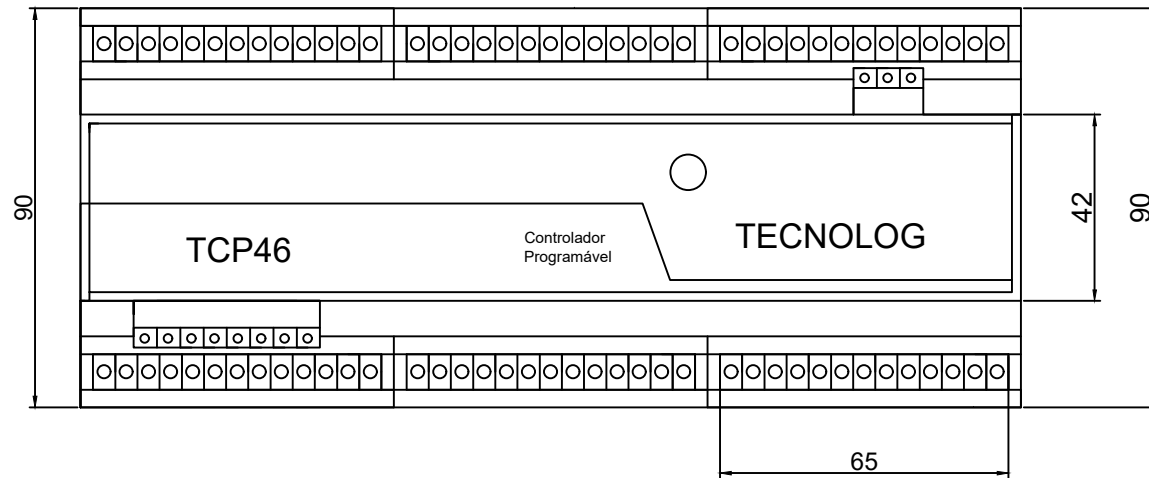 90
TCP46
Controlador
Programável
TECNOLOG
42
90
65